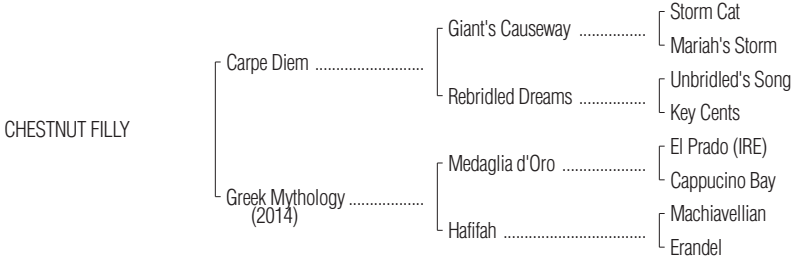 CHESTNUT FILLY
Carpe Diem ..........................
Greek Mythology ..................
(2014)
Giant's Causeway ................
Rebridled Dreams ................
Medaglia d'Oro ....................
Hafifah ..................................
Storm Cat
Mariah's Storm
Unbridled's Song
Key Cents
El Prado (IRE)
Cappucino Bay
Machiavellian
Erandel